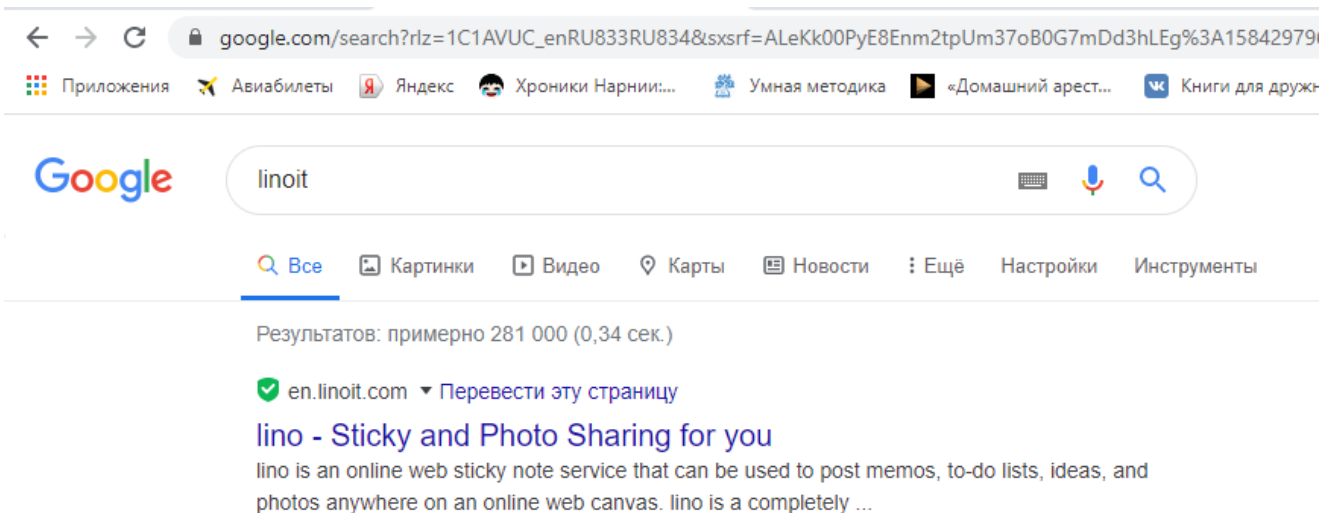 google.com/search?rlz=1C1AVUC_enRU833RU834&sxsrf=ALeKk00PyE8Enm2tpUm37oB0G7mDd3hLEg%3A158429796
Приложения Авиабилеты Яндекс Хроники Нарнии:... Умная методика «Домашний арест... Книги для дружн
Google linoit
Все Картинки Видео Карты Новости Ещё Настройки Инструменты
Результатов: примерно 281 000 (0,34 сек.)
en.linoit.com Перевести эту страницу
lino - Sticky and Photo Sharing for you
lino is an online web sticky note service that can be used to post memos, to-do lists, ideas, and
photos anywhere on an online web canvas. lino is a completely ...